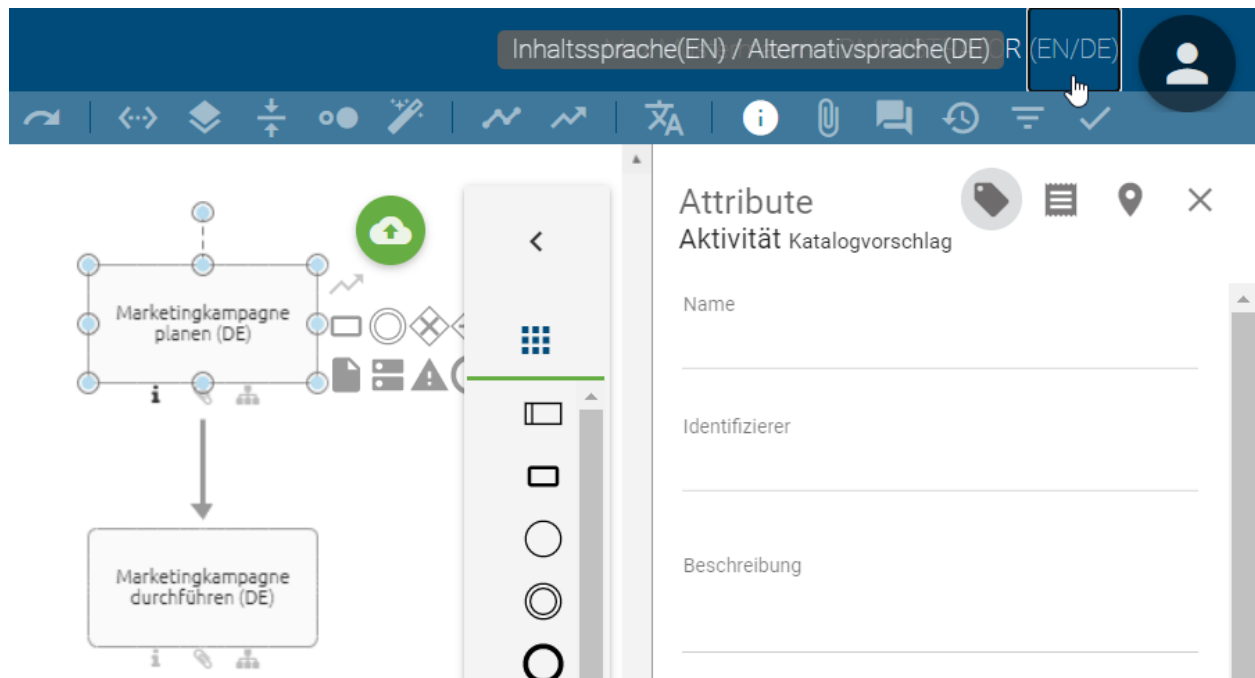 Inhaltssprache(EN) / Alternativsprache(DE) R (EN/DE)
Attribute
Aktivität Katalogvorschlag
Name
Identifizierer
Beschreibung
Marketingkampagne
planen (DE)
Marketingkampagne
durchführen (DE)